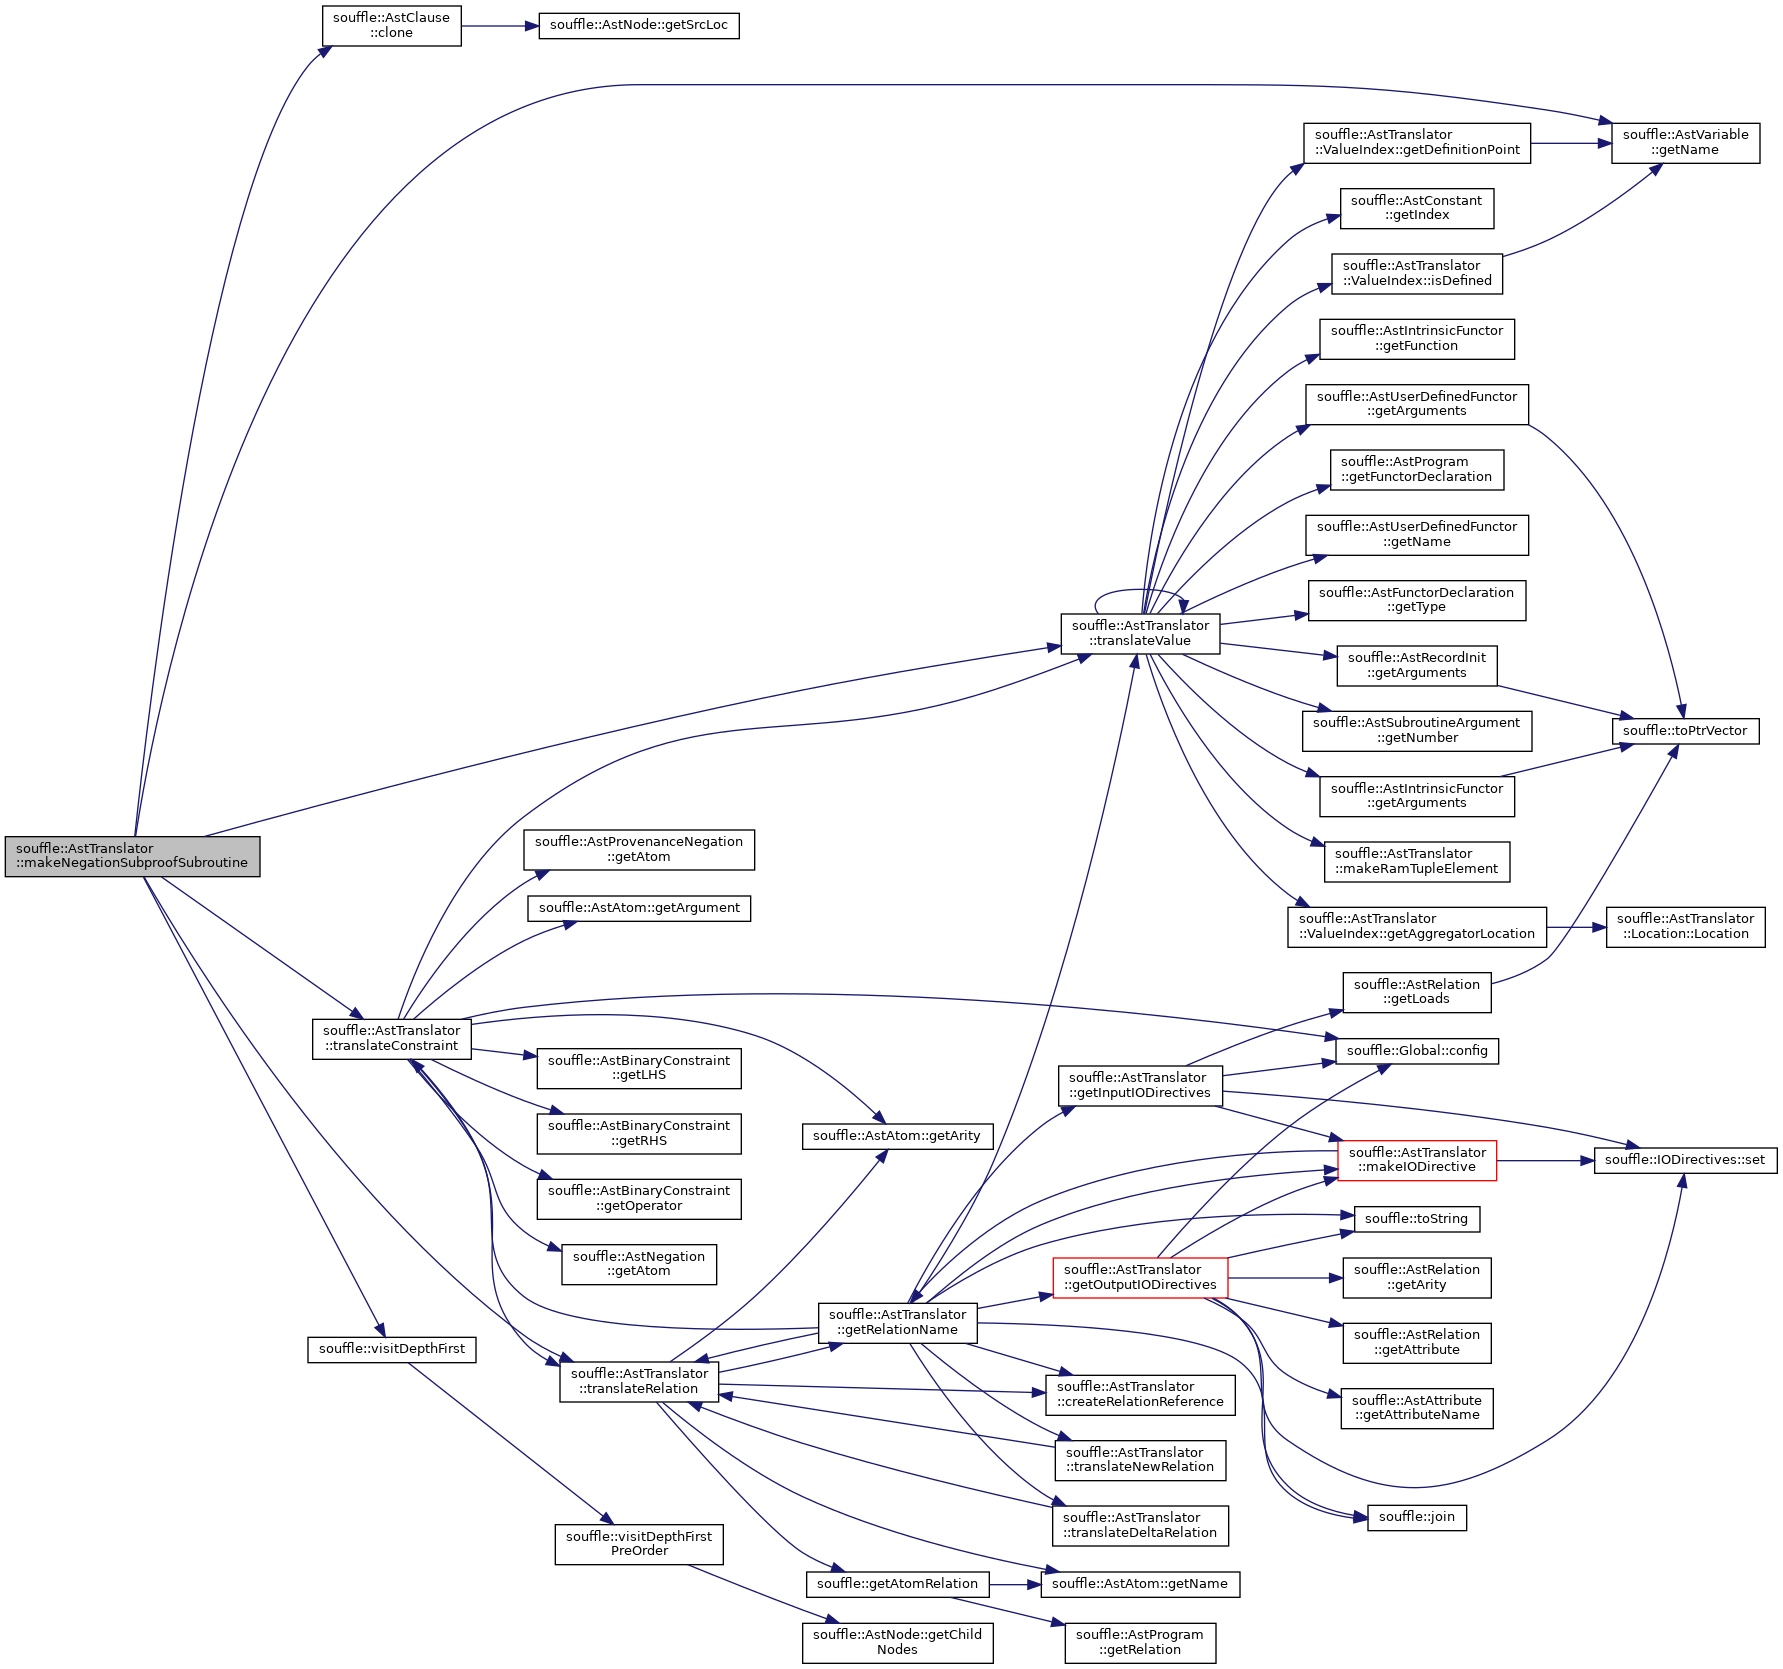 souffle::AstClause
::clone
souffle::AstNode::getSrcLoc
souffle::AstTranslator
::ValueIndex::getDefinitionPoint
souffle::AstVariable
::getName
souffle::AstConstant
::getIndex
souffle::AstTranslator
::ValueIndex::isDefined
souffle::AstIntrinsicFunctor
::getFunction
souffle::AstUserDefinedFunctor
::getArguments
souffle::AstProgram
::getFunctorDeclaration
souffle::AstUserDefinedFunctor
::getName
souffle::AstFunctorDeclaration
::getType
souffle::AstTranslator
::translateValue
souffle::AstRecordInit
::getArguments
souffle::AstSubroutineArgument
::getNumber
souffle::toPtrVector
souffle::AstIntrinsicFunctor
::getArguments
souffle::AstTranslator
::makeNegationSubproofSubroutine
souffle::AstProvenanceNegation
::getAtom
souffle::AstTranslator
::makeRamTupleElement
souffle::AstAtom::getArgument
souffle::AstTranslator
::ValueIndex::getAggregatorLocation
souffle::AstTranslator
::Location::Location
souffle::AstRelation
::getLoads
souffle::AstTranslator
::translateConstraint
souffle::Global::config
souffle::AstBinaryConstraint
::getLHS
souffle::AstTranslator
::getInputIODirectives
souffle::AstBinaryConstraint
::getRHS
souffle::AstAtom::getArity
souffle::AstTranslator
::makeIODirective
souffle::IODirectives::set
souffle::AstBinaryConstraint
::getOperator
souffle::toString
souffle::AstNegation
::getAtom
souffle::AstTranslator
::getOutputIODirectives
souffle::AstRelation
::getArity
souffle::AstTranslator
::getRelationName
souffle::AstRelation
::getAttribute
souffle::visitDepthFirst
souffle::AstTranslator
::translateRelation
souffle::AstTranslator
::createRelationReference
souffle::AstAttribute
::getAttributeName
souffle::AstTranslator
::translateNewRelation
souffle::AstTranslator
::translateDeltaRelation
souffle::join
souffle::visitDepthFirst
PreOrder
souffle::getAtomRelation
souffle::AstAtom::getName
souffle::AstNode::getChild
Nodes
souffle::AstProgram
::getRelation